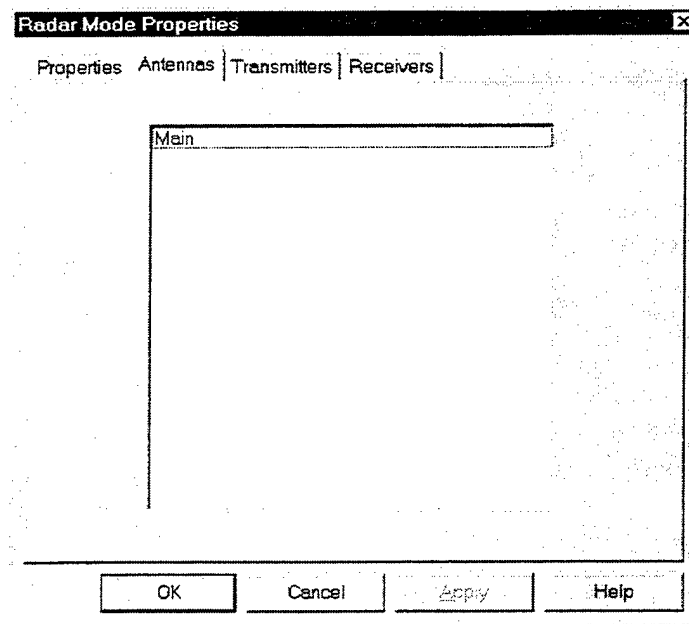 Radar Mode Properties
Properties Antennas Transmitters Receivers
Main
OK Cancel Apply Help